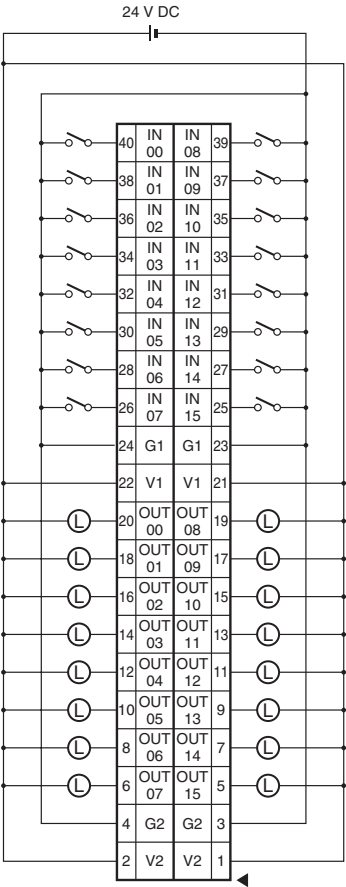 24 V DC
40 IN 00 IN 08 39
38 IN 01 IN 09 37
36 IN 02 IN 10 35
34 IN 03 IN 11 33
32 IN 04 IN 12 31
30 IN 05 IN 13 29
28 IN 06 IN 14 27
26 IN 07 IN 15 25
24 G1 G1 23
22 V1 V1 21
L 20 OUT 00 OUT 08 19 L
L 18 OUT 01 OUT 09 17 L
L 16 OUT 02 OUT 10 15 L
L 14 OUT 03 OUT 11 13 L
L 12 OUT 04 OUT 12 11 L
L 10 OUT 05 OUT 13 9 L
L 8 OUT 06 OUT 14 7 L
L 6 OUT 07 OUT 15 5 L
4 G2 G2 3
2 V2 V2 1